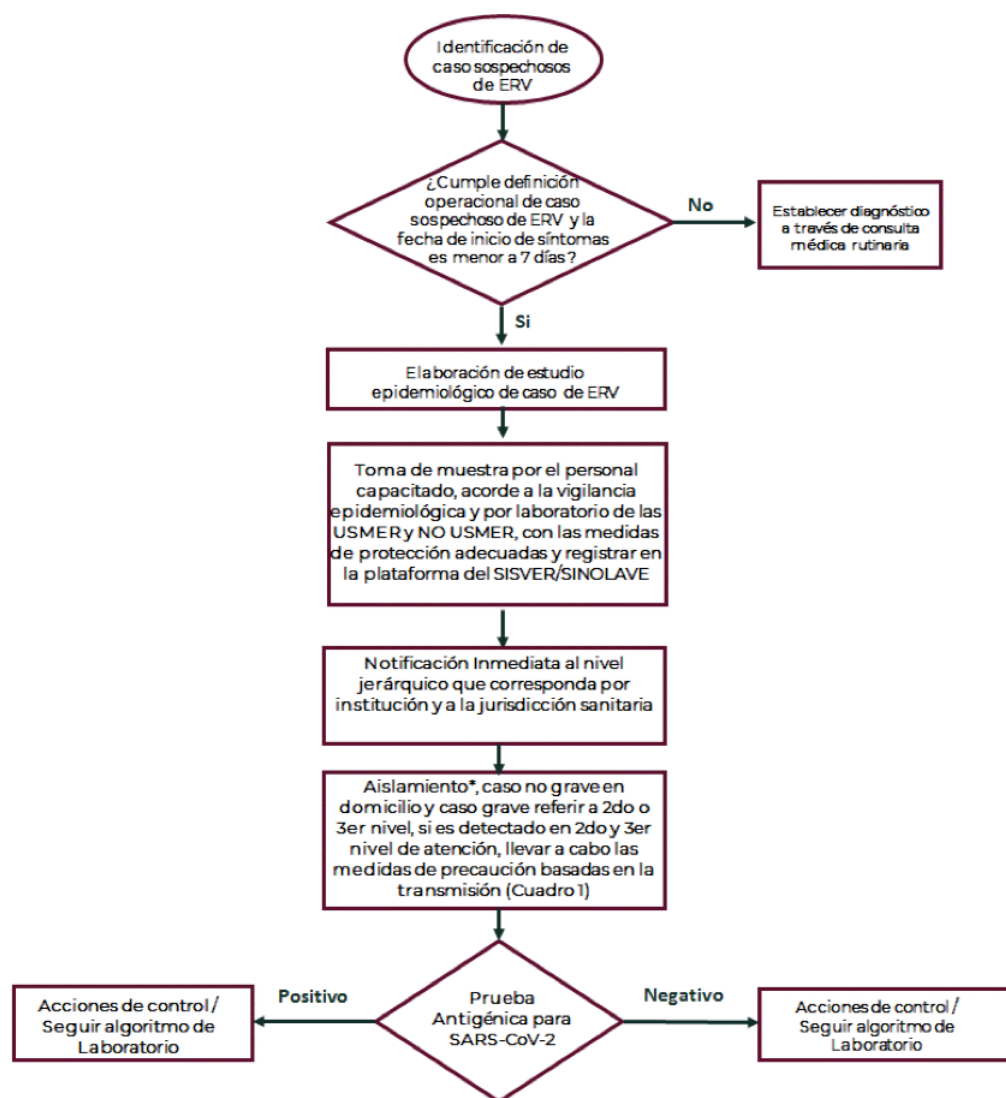 Identificación de
caso sospechosos
de ERV
¿Cumple definición
operacional de caso
sospechoso de ERV y la
fecha de inicio de síntomas
es menor a 7 días?
No
Establecer diagnóstico
a través de consulta
médica rutinaria
Si
Elaboración de estudio
epidemiológico de caso de ERV
Toma de muestra por el personal
capacitado, acorde a la vigilancia
epidemiológica y por laboratorio de las
USMER y NO USMER, con las medidas
de protección adecuadas y registrar en
la plataforma del SISVER/SINOLAVE
Notificación Inmediata al nivel
jerárquico que corresponda por
institución y a la jurisdicción sanitaria
Aislamiento*, caso no grave en
domicilio y caso grave referir a 2do o
3er nivel, si es detectado en 2do y 3er
nivel de atención, llevar a cabo las
medidas de precaución basadas en la
transmisión (Cuadro 1)
Positivo
Acciones de control /
Seguir algoritmo de
Laboratorio
Prueba
Antigénica para
SARS-CoV-2
Negativo
Acciones de control /
Seguir algoritmo de
Laboratorio